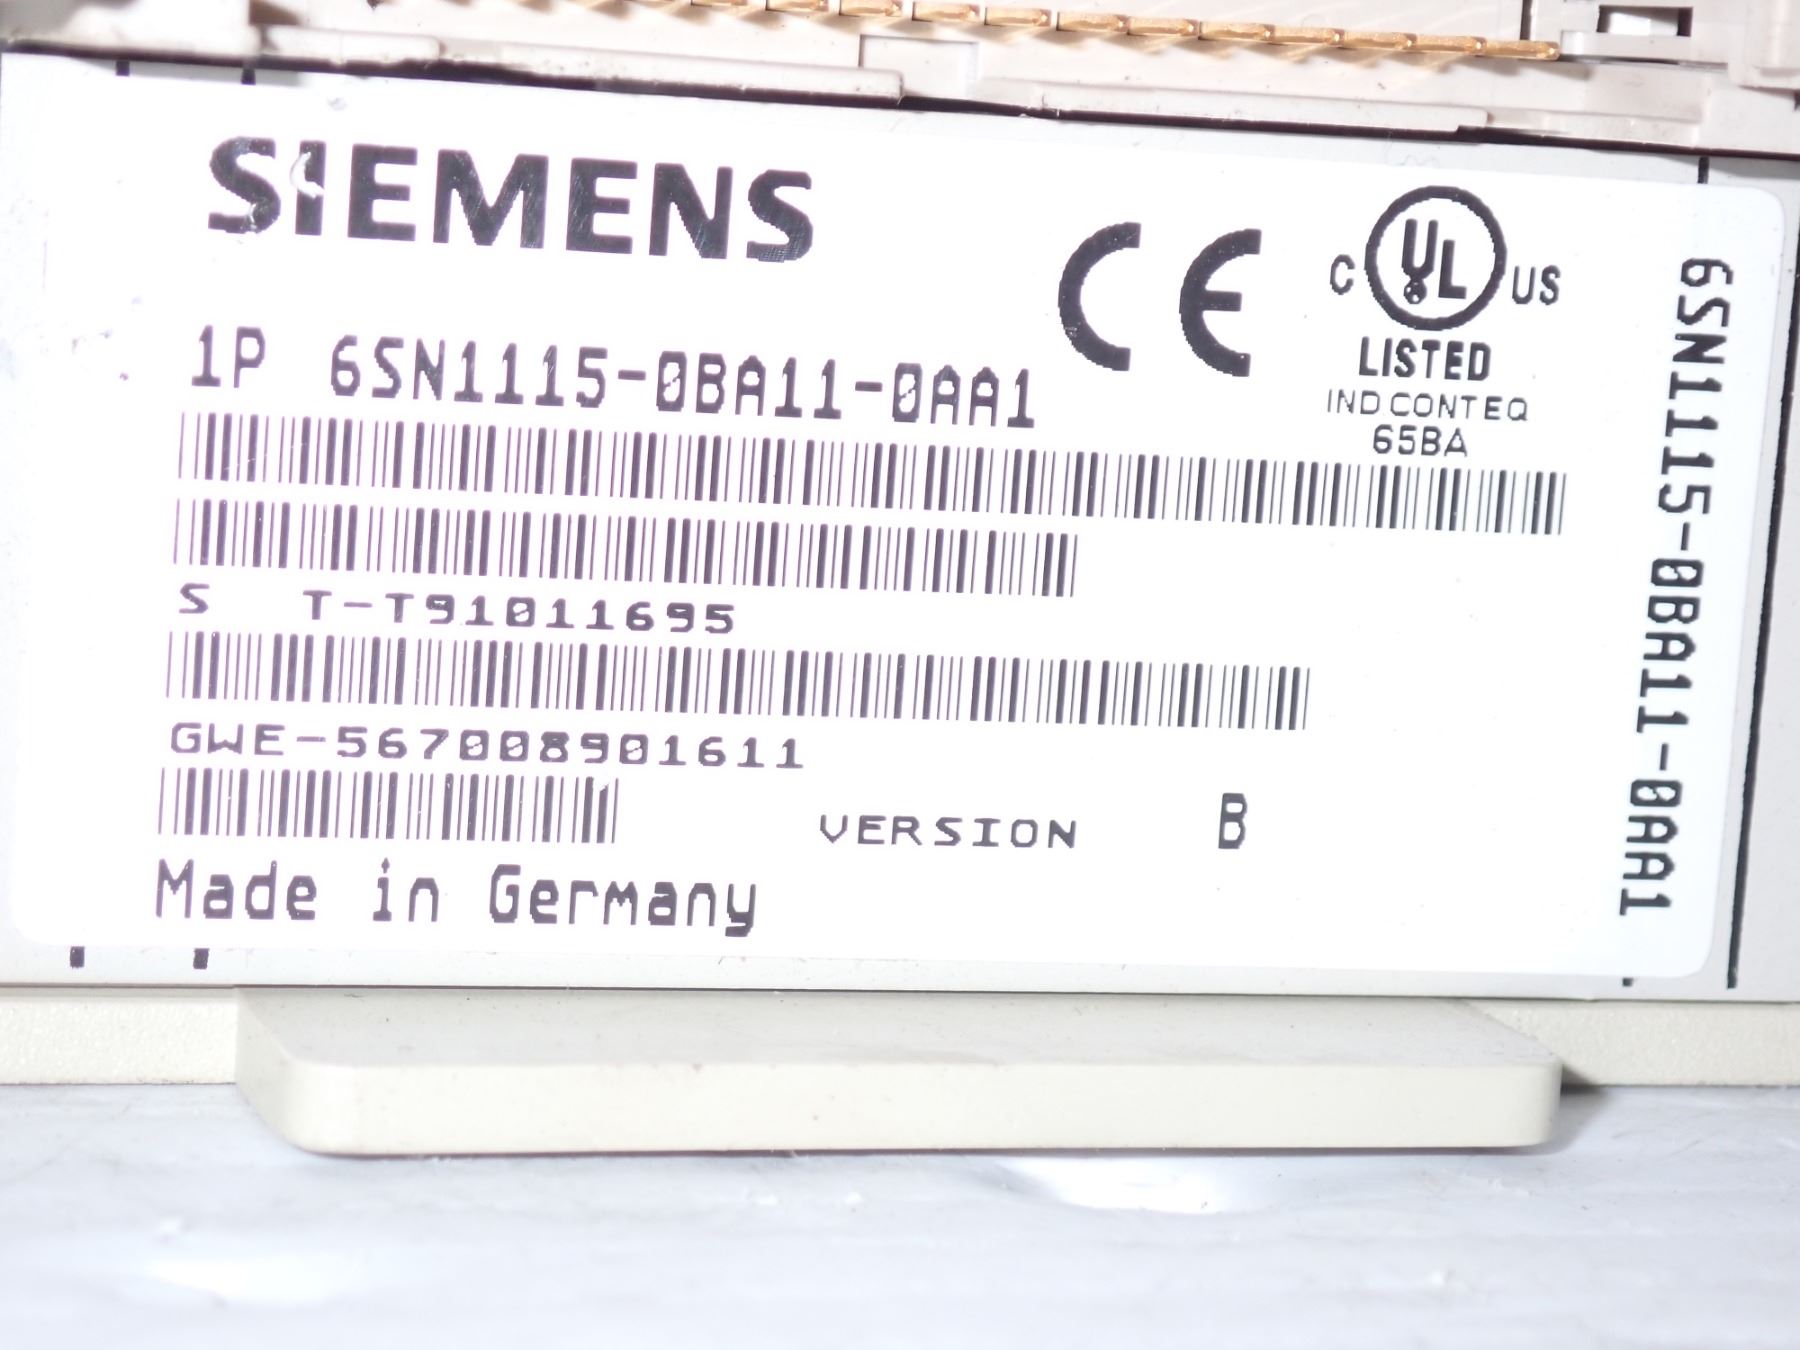 SIEMENS
CE
C UL US
LISTED
IND CONT EQ
65BA
1P 6SN1115-0BA11-0AA1
S T-T91011695
GWE-567008901611
VERSION B
Made in Germany
6SN1115-0BA11-0AA1